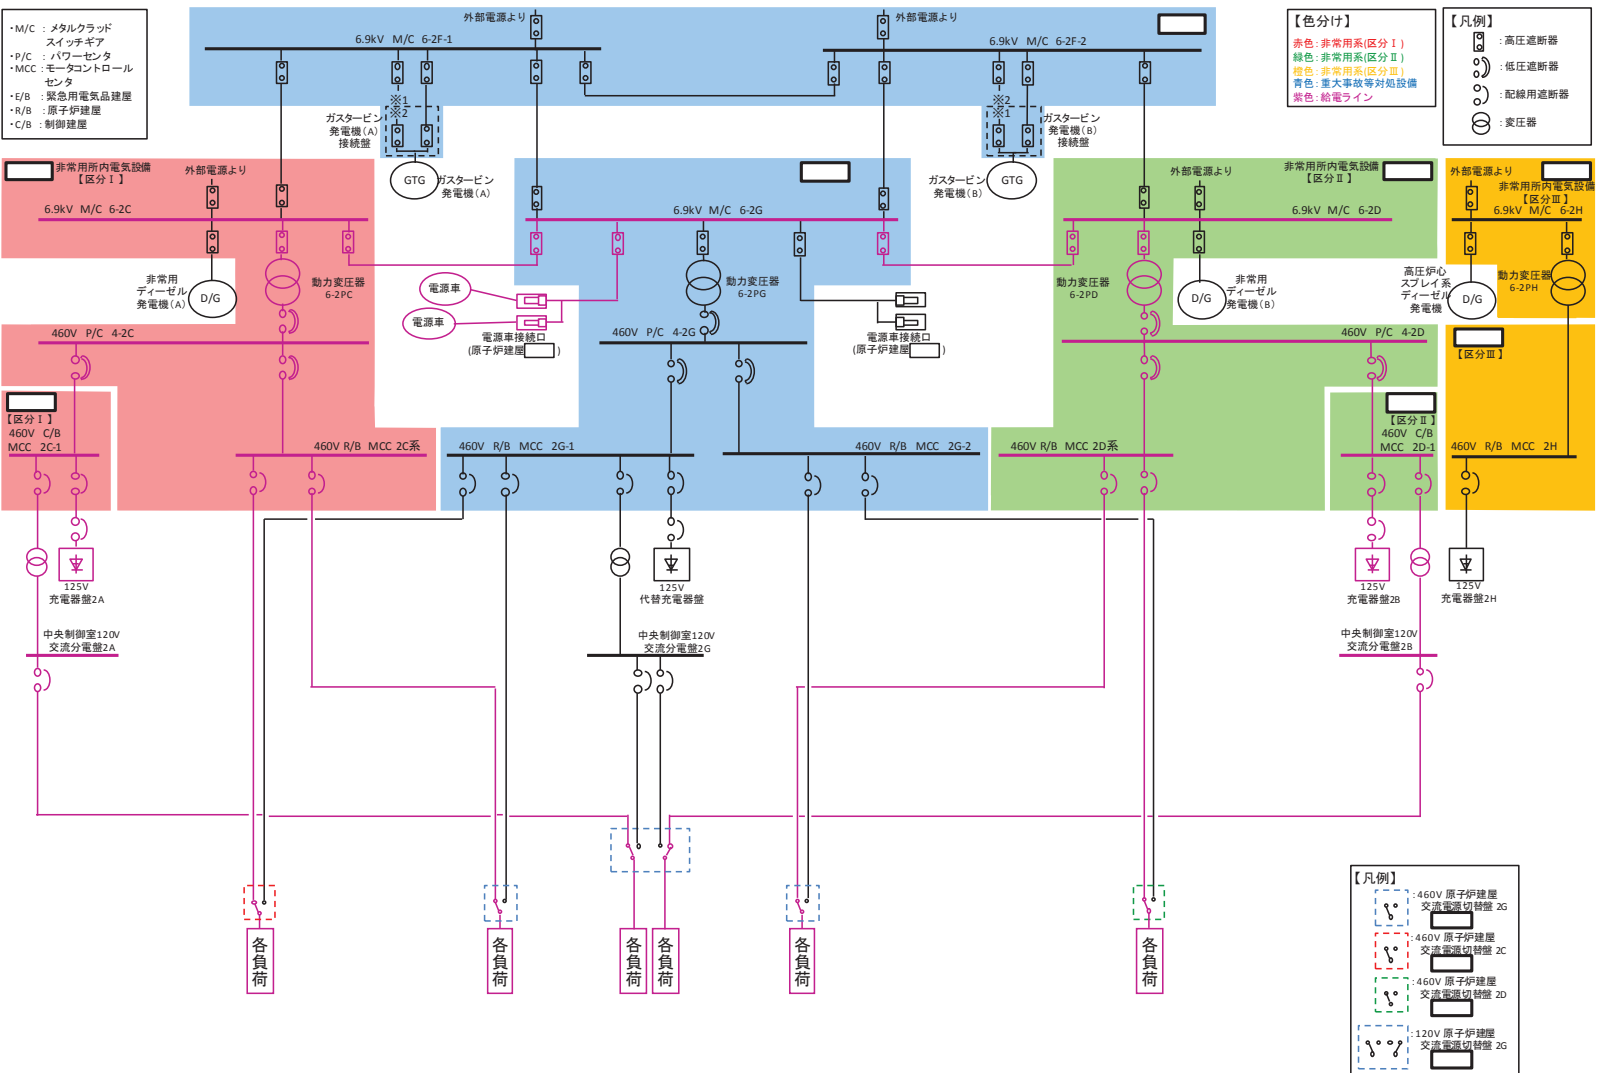 ・M/C ：メタルクラッド
スイッチギア
・P/C ：パワーセンタ
・MCC：モータコントロール
センタ
・E/B ：緊急用電気品建屋
・R/B ：原子炉建屋
・C/B ：制御建屋
外部電源より
6.9kV M/C 6-2F-1
外部電源より
6.9kV M/C 6-2F-2
【色分け】
赤色：非常用系(区分Ⅰ)
緑色：非常用系(区分Ⅱ)
橙色：非常用系(区分Ⅲ)
青色：重大事故等対処設備
紫色：給電ライン
【凡例】
：高圧遮断器
：低圧遮断器
：配線用遮断器
：変圧器
※1
※2
ガスタービン
発電機(A)
接続盤
GTG
ガスタービン
発電機(A)
※2
※1
ガスタービン
発電機(B)
接続盤
ガスタービン
発電機(B)
GTG
非常用所内電気設備
【区分Ⅰ】
外部電源より
6.9kV M/C 6-2C
6.9kV M/C 6-2G
外部電源より
非常用所内電気設備
【区分Ⅱ】
6.9kV M/C 6-2D
外部電源より
非常用所内電気設備
【区分Ⅲ】
6.9kV M/C 6-2H
非常用
ディーゼル
発電機(A)
D/G
動力変圧器
6-2PC
電源車
電源車
電源車接続口
(原子炉建屋 )
動力変圧器
6-2PG
電源車接続口
(原子炉建屋 )
動力変圧器
6-2PD
D/G
非常用
ディーゼル
発電機(B)
高圧炉心
スプレイ系
ディーゼル
発電機
D/G
動力変圧器
6-2PH
460V P/C 4-2C
460V P/C 4-2G
460V P/C 4-2D
【区分Ⅲ】
【区分Ⅰ】
460V C/B
MCC 2C-1
460V R/B MCC 2C系
460V R/B MCC 2G-1
460V R/B MCC 2G-2
460V R/B MCC 2D系
【区分Ⅱ】
460V C/B
MCC 2D-1
460V R/B MCC 2H
125V
充電器盤2A
125V
代替充電器盤
125V
充電器盤2B
125V
充電器盤2H
中央制御室120V
交流分電盤2A
中央制御室120V
交流分電盤2G
中央制御室120V
交流分電盤2B
各負荷
各負荷
各負荷
各負荷
各負荷
各負荷
【凡例】
：460V 原子炉建屋
交流電源切替盤 2G
：460V 原子炉建屋
交流電源切替盤 2C
：460V 原子炉建屋
交流電源切替盤 2D
：120V 原子炉建屋
交流電源切替盤 2G